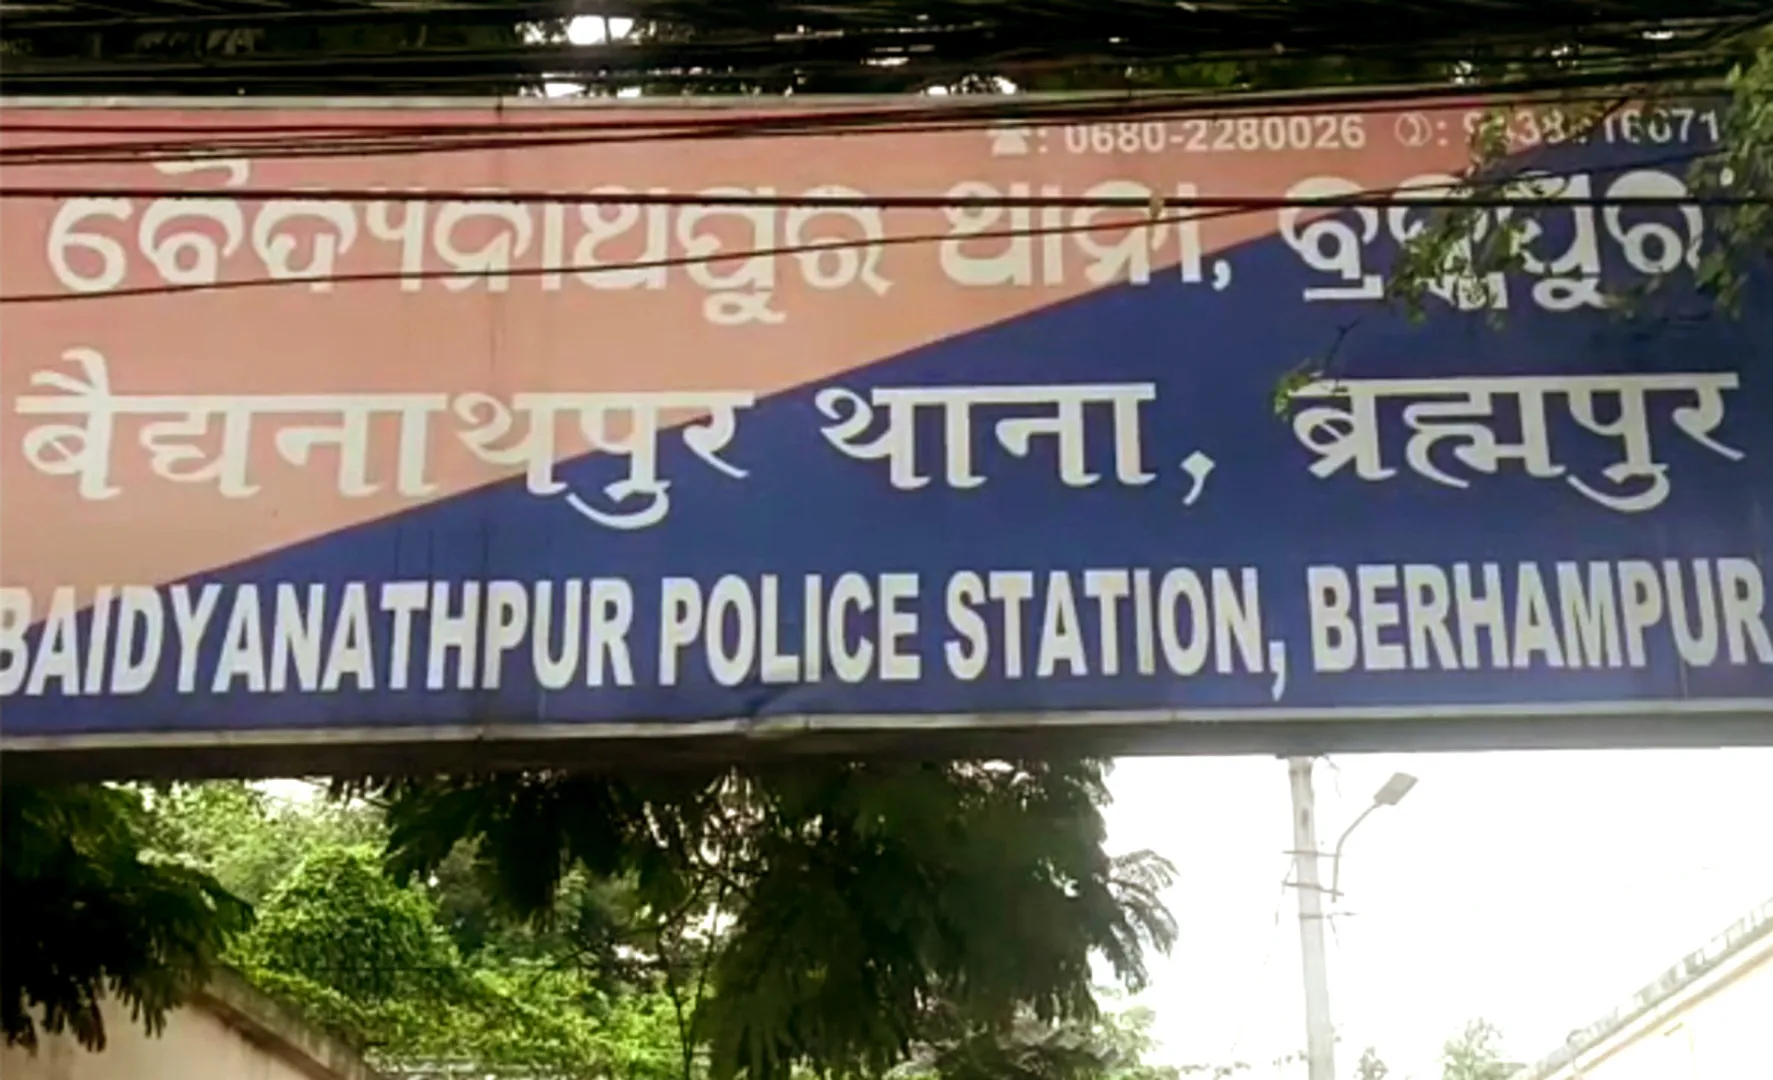 ☎: 0680-2280026
ବୈଦ୍ୟନାଥପୁର ଥାନା, ବ୍ରହ୍ମପୁର
बैद्यनाथपुर थाना, ब्रह्मपुर
BAIDYANATHPUR POLICE STATION, BERHAMPUR